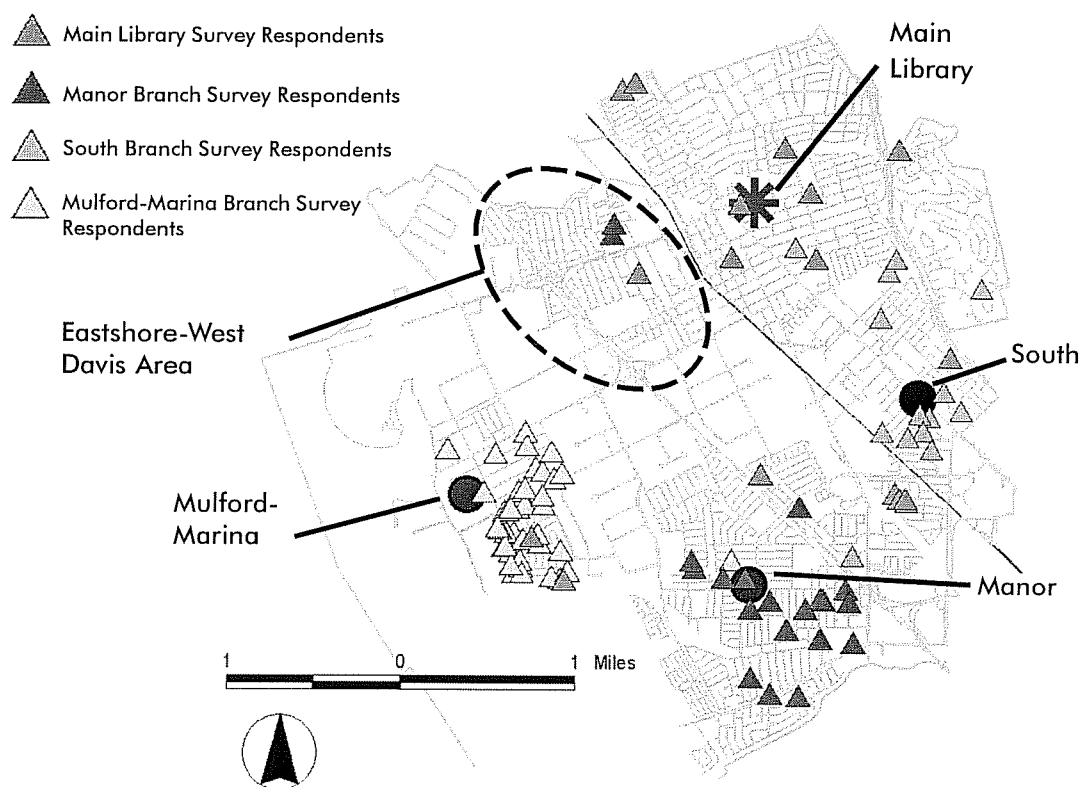 Main Library Survey Respondents
Manor Branch Survey Respondents
South Branch Survey Respondents
Mulford-Marina Branch Survey
Respondents
Main
Library
Eastshore-West
Davis Area
South
Mulford-
Marina
Manor
1 0 1 Miles